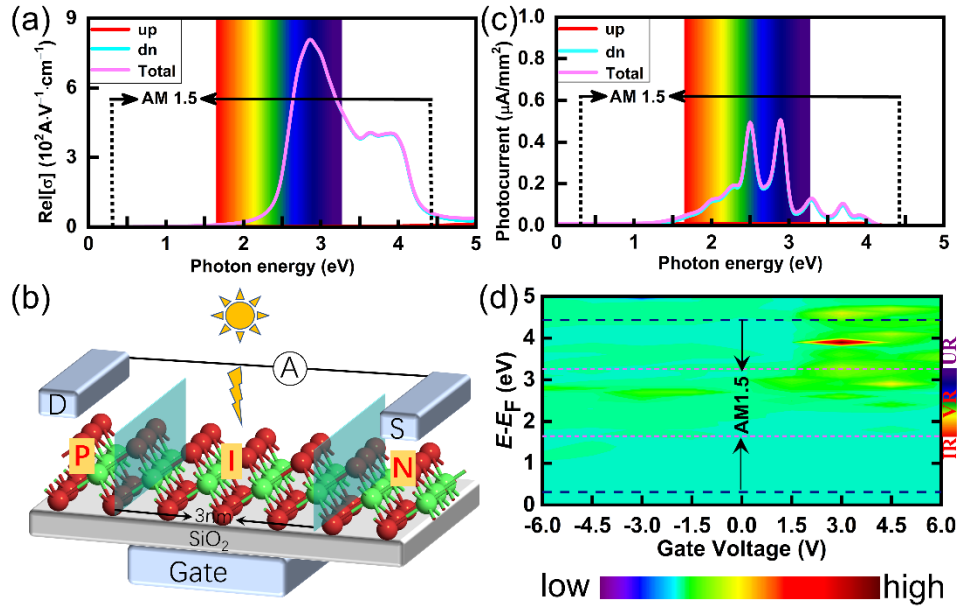 (a)
up
dn
Total
AM 1.5
Rel[σ] (10²A·V⁻¹·cm⁻¹)
9
6
3
0
0 1 2 3 4 5
Photon energy (eV)
(c)
up
dn
Total
AM 1.5
Photocurrent (μA/mm²)
1.0
0.8
0.6
0.4
0.2
0.0
0 1 2 3 4 5
Photon energy (eV)
(b)
A
D
S
P
I
N
3nm
SiO₂
Gate
(d)
E-E_F (eV)
5
4
3
2
1
0
AM1.5
IR VR UR
-6.0 -4.5 -3.0 -1.5 0.0 1.5 3.0 4.5 6.0
Gate Voltage (V)
low high